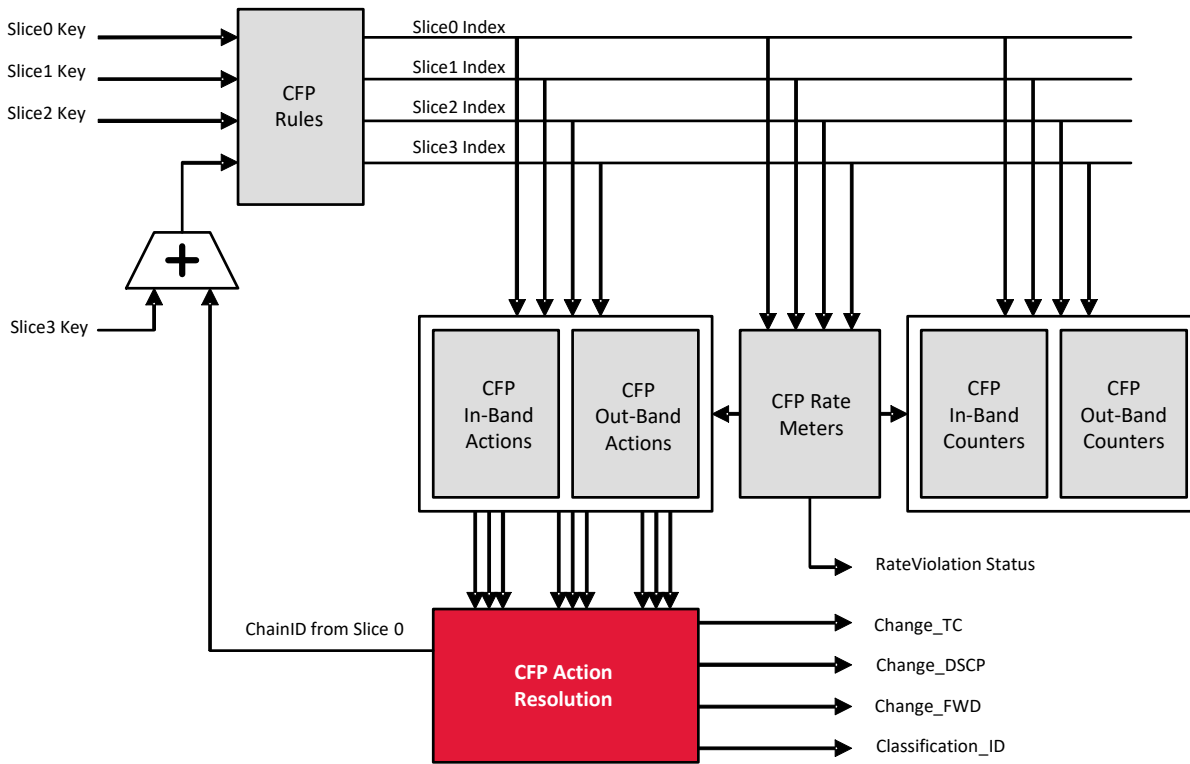 Slice0 Key
Slice1 Key
Slice2 Key
CFP
Rules
Slice0 Index
Slice1 Index
Slice2 Index
Slice3 Index
+
Slice3 Key
CFP
In-Band
Actions
CFP
Out-Band
Actions
CFP Rate
Meters
CFP
In-Band
Counters
CFP
Out-Band
Counters
RateViolation Status
ChainID from Slice 0
CFP Action
Resolution
Change_TC
Change_DSCP
Change_FWD
Classification_ID